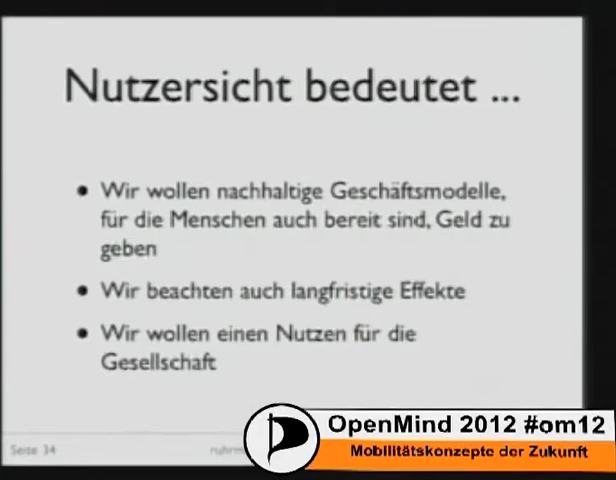 Nutzersicht bedeutet ...
• Wir wollen nachhaltige Geschäftsmodelle,
für die Menschen auch bereit sind, Geld zu
geben
• Wir beachten auch langfristige Effekte
• Wir wollen einen Nutzen für die
Gesellschaft
Seite 34
OpenMind 2012 #om12
Mobilitätskonzepte der Zukunft